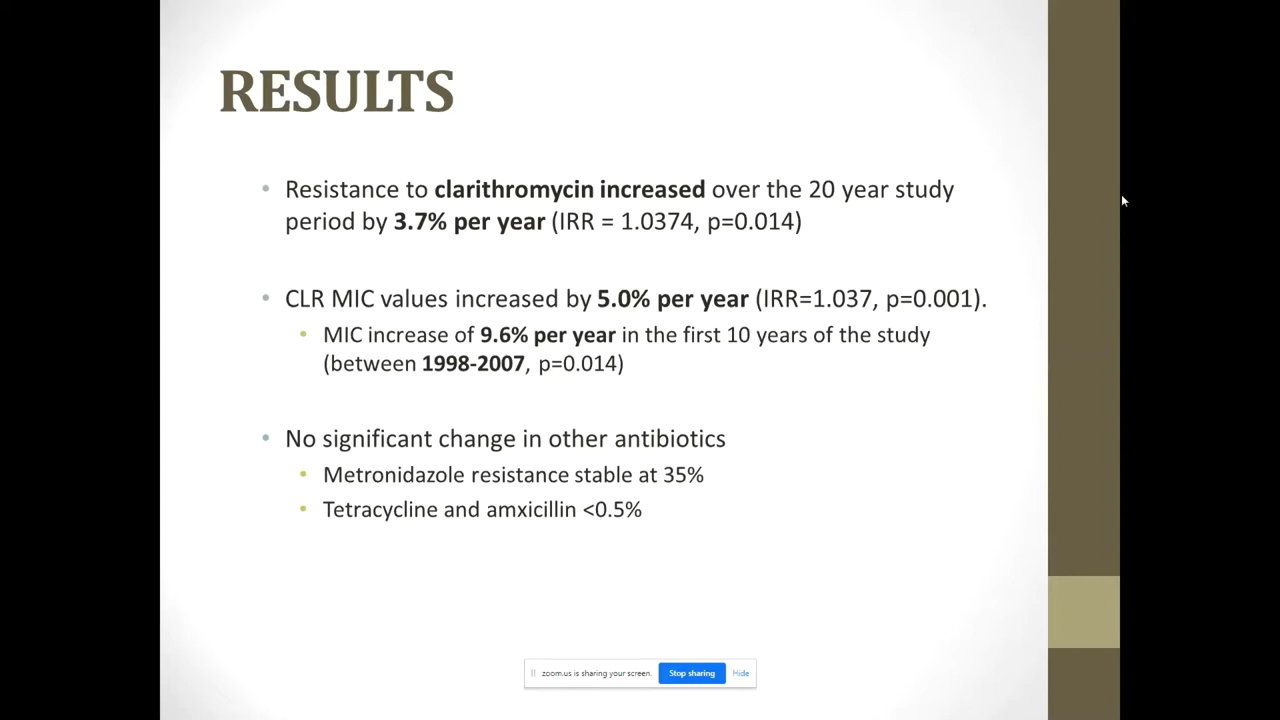 RESULTS
• Resistance to clarithromycin increased over the 20 year study
period by 3.7% per year (IRR = 1.0374, p=0.014)
• CLR MIC values increased by 5.0% per year (IRR=1.037, p=0.001).
• MIC increase of 9.6% per year in the first 10 years of the study
(between 1998-2007, p=0.014)
• No significant change in other antibiotics
• Metronidazole resistance stable at 35%
• Tetracycline and amxicillin <0.5%
zoom.us is sharing your screen. Stop sharing Hide